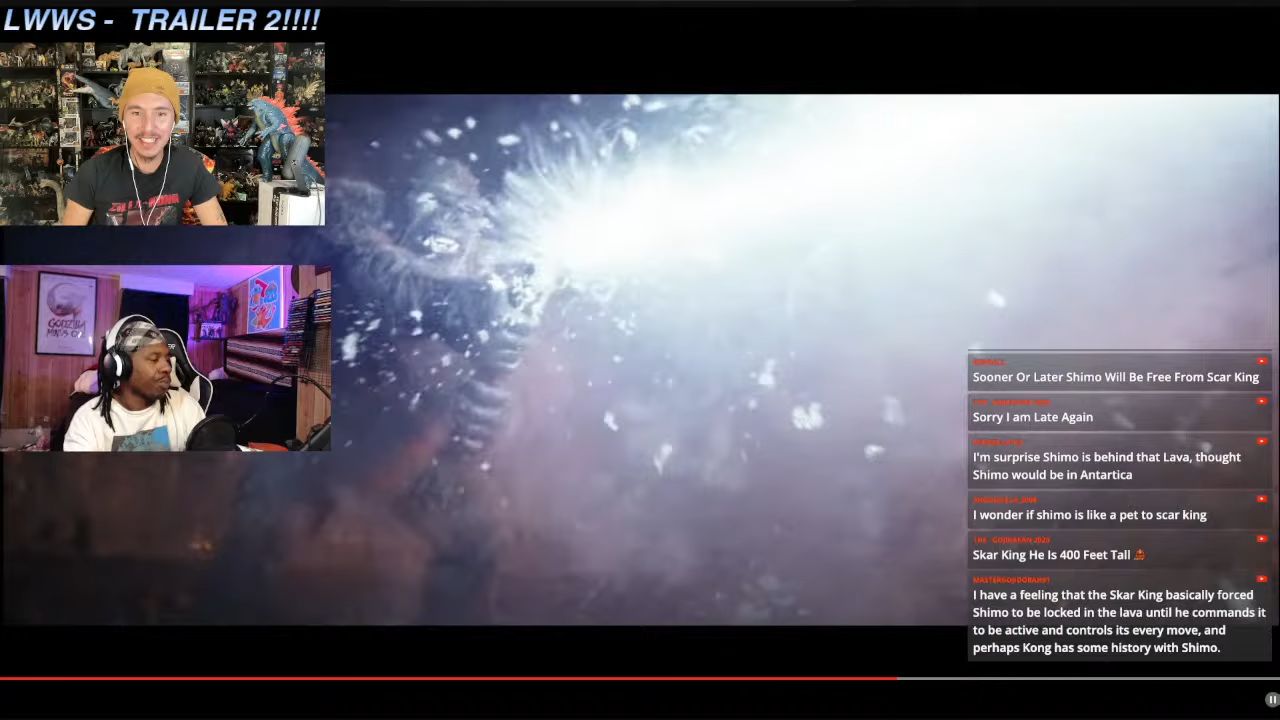 LWWS - TRAILER 2!!!!
GODZILLA
Sooner Or Later Shimo Will Be Free From Scar King
Sorry I am Late Again
I'm surprise Shimo is behind that Lava, thought
Shimo would be in Antartica
I wonder if shimo is like a pet to scar king
Skar King He Is 400 Feet Tall
I have a feeling that the Skar King basically forced
Shimo to be locked in the lava until he commands it
to be active and controls its every move, and
perhaps Kong has some history with Shimo.